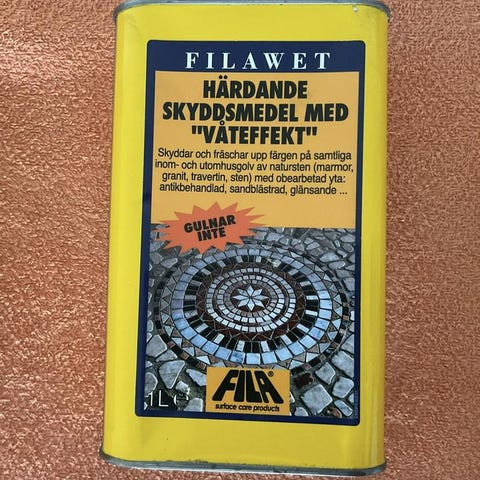 FILAWET
HÄRDANDE
SKYDDSMEDEL MED
"VÅTEFFEKT"
Skyddar och fräschar upp färgen på samtliga
inom- och utomhusgolv av natursten (marmor,
granit, travertin, sten) med obearbetad yta:
antikbehandlad, sandblästrad, glänsande ...
GULNAR
INTE
FILA
surface care products
1L e